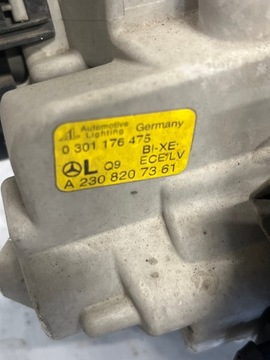 Automotive Lighting Germany
0 301 176 475
BI-XE-
L Q9 ECE LV
A 230 820 73 61